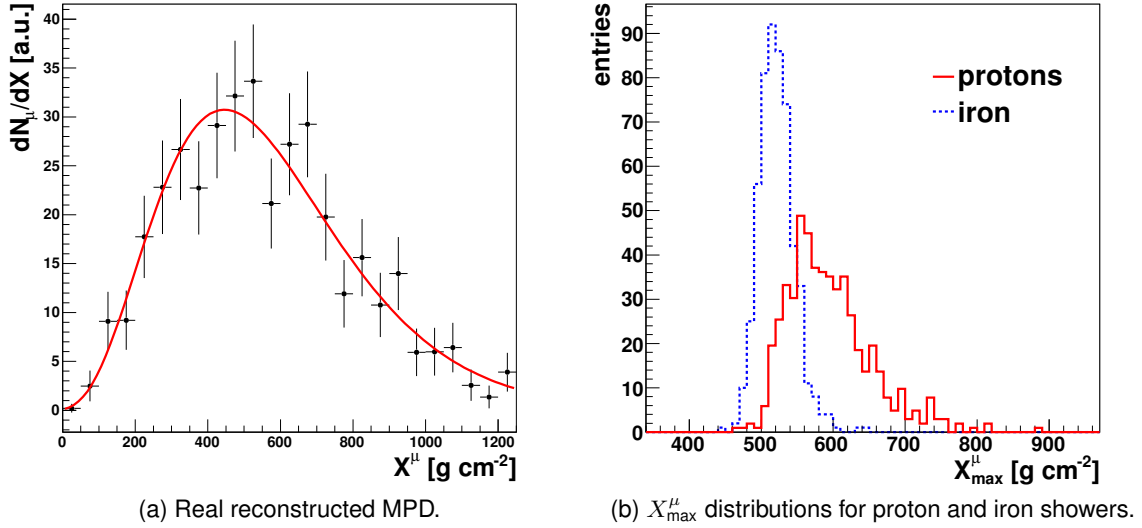 dN_μ/dX [a.u.]
40
35
30
25
20
15
10
5
0
0 200 400 600 800 1000 1200
X^μ [g cm^-2]
(a) Real reconstructed MPD.
entries
90
80
70
60
50
40
30
20
10
0
protons
iron
400 500 600 700 800 900
X^μ_max [g cm^-2]
(b) X^μ_max distributions for proton and iron showers.